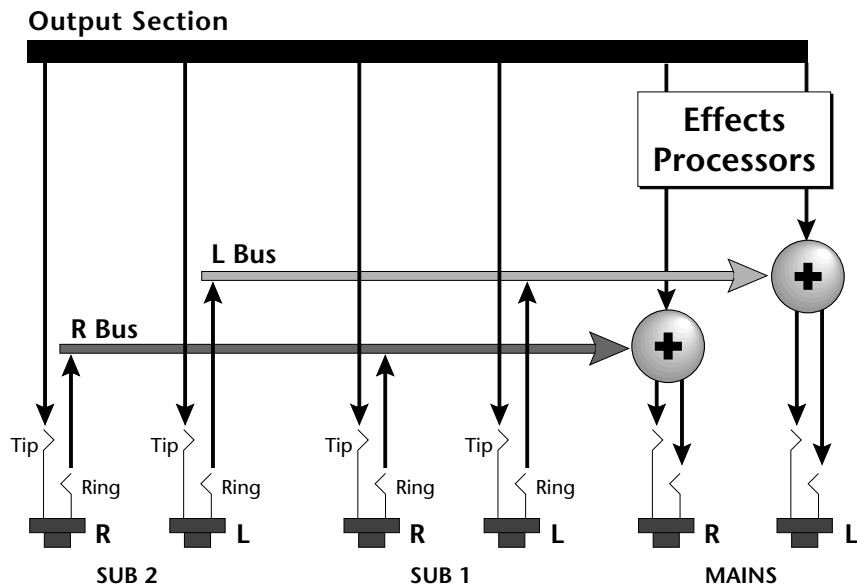 Output Section
Effects
Processors
L Bus
R Bus
Tip
Tip
Tip
Tip
Ring
Ring
Ring
Ring
R
L
R
L
R
L
SUB 2
SUB 1
MAINS